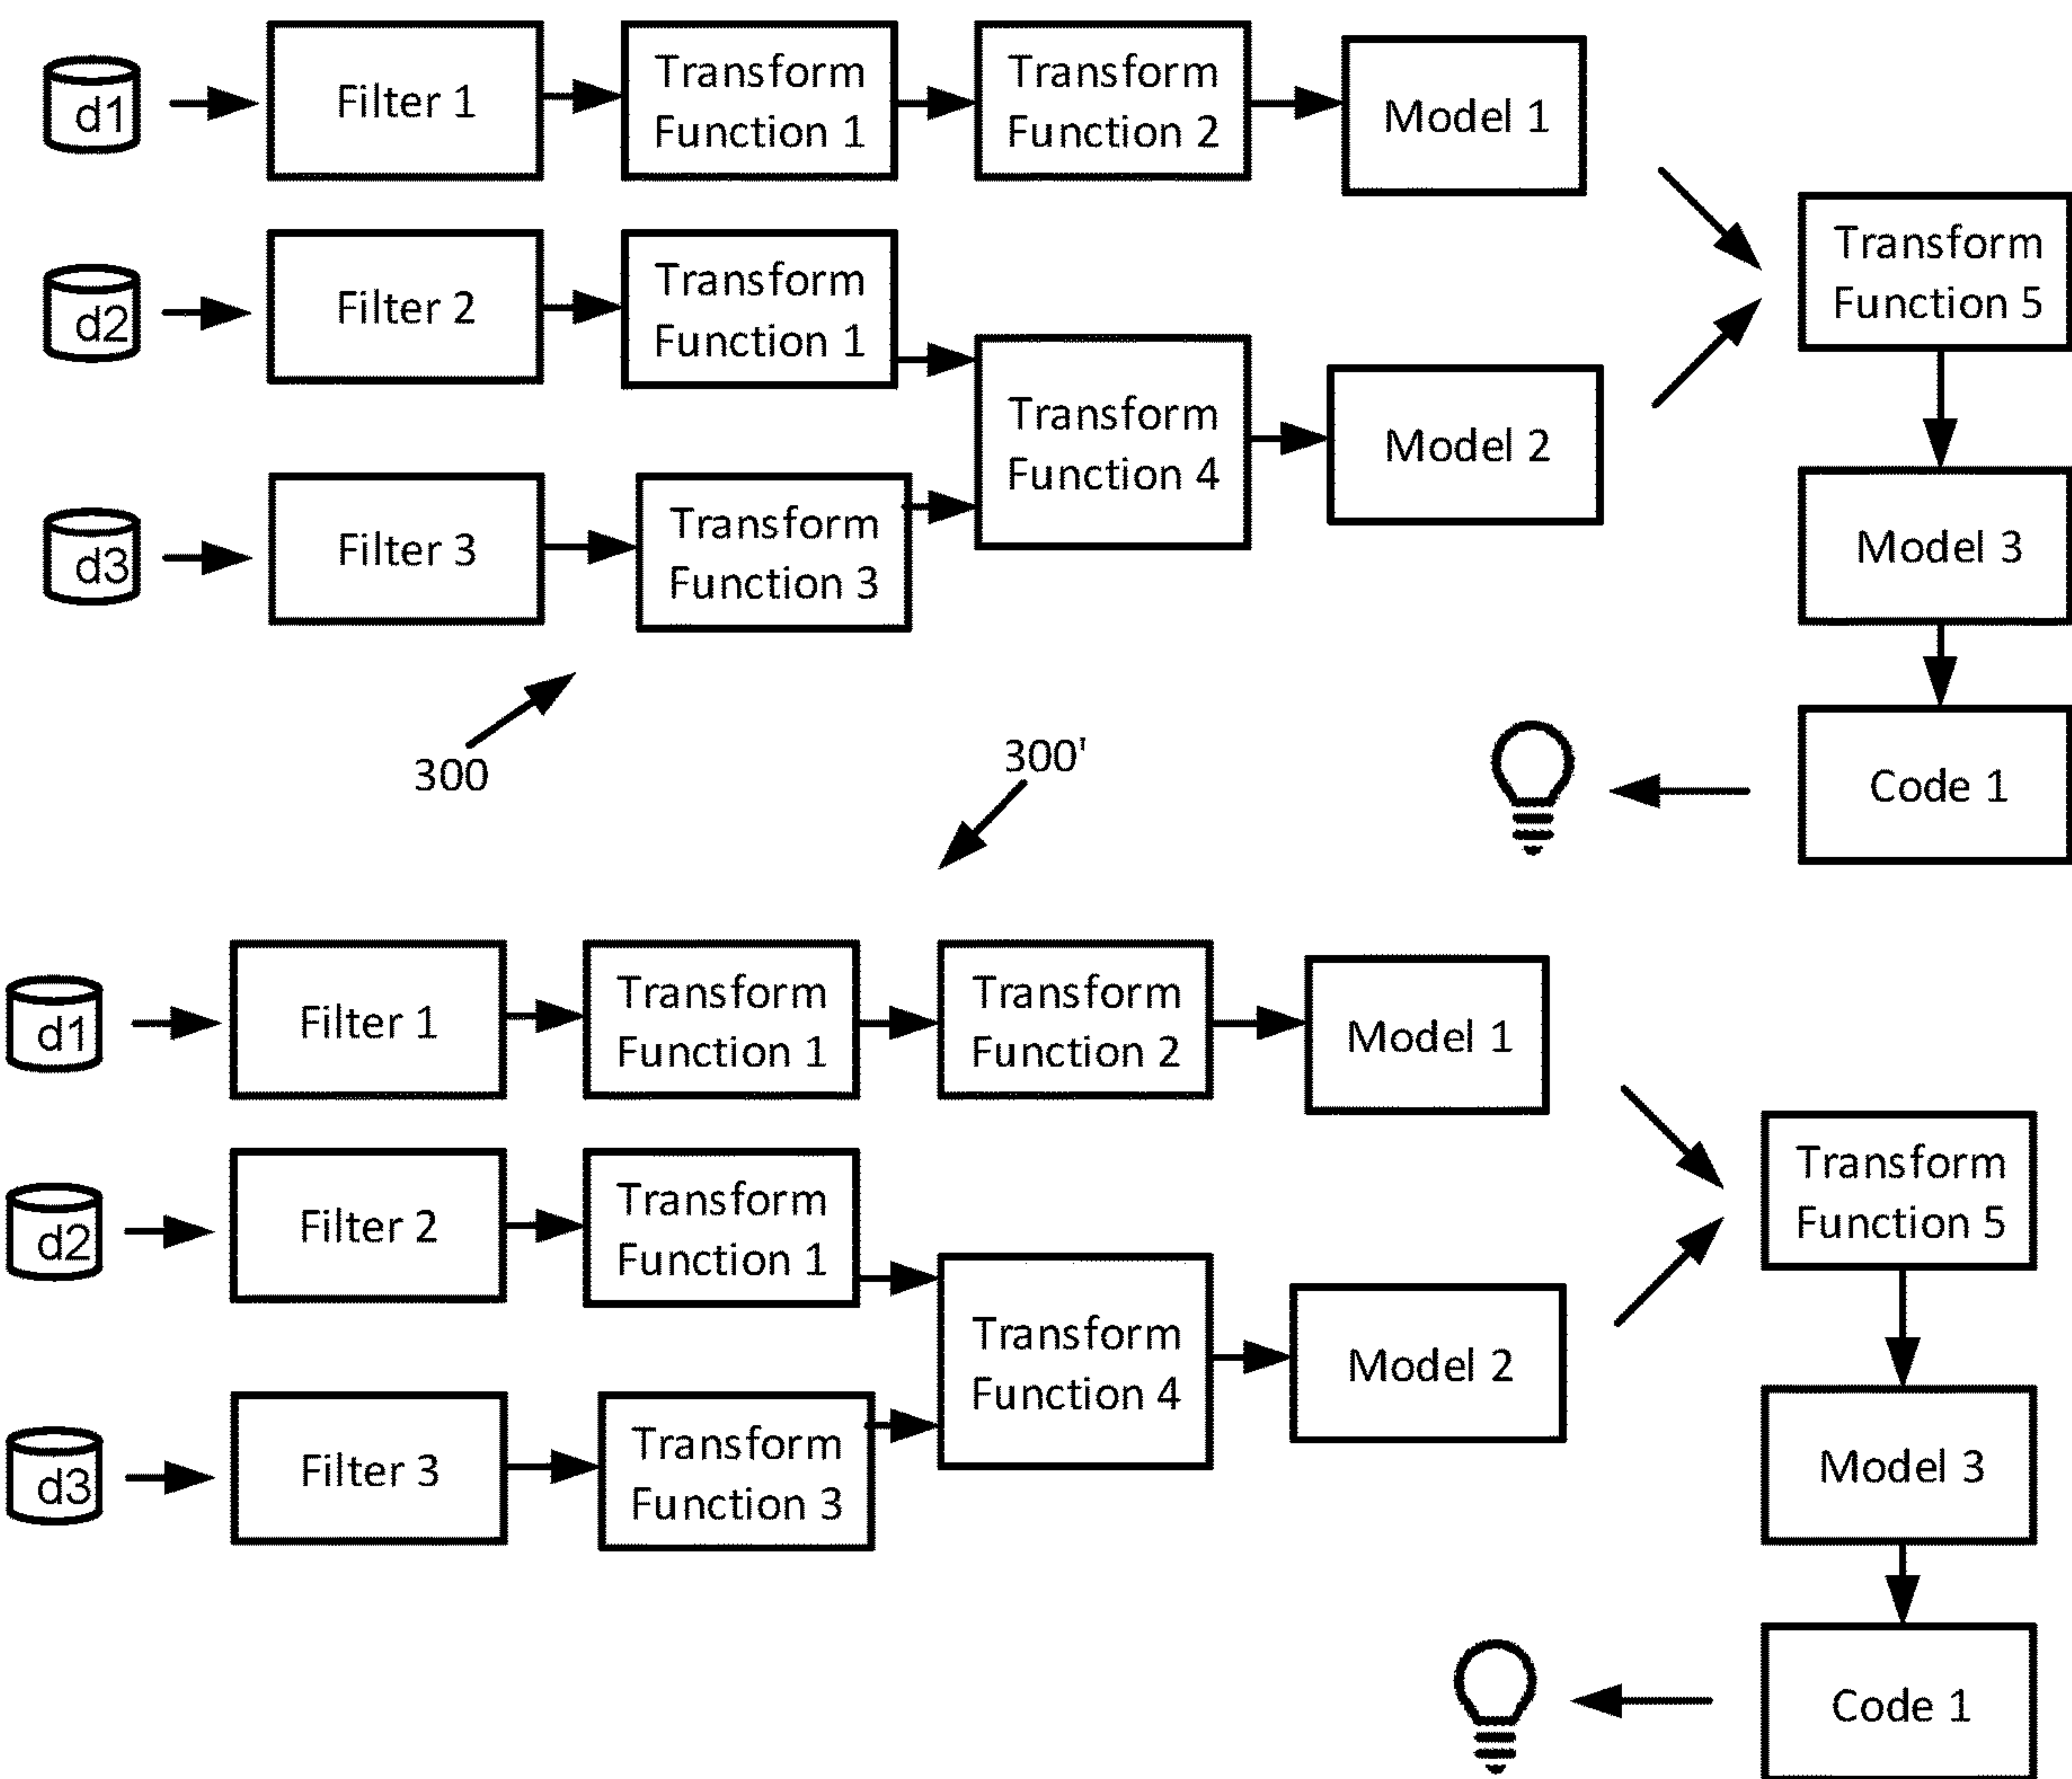 d1
Filter 1
Transform
Function 1
Transform
Function 2
Model 1
d2
Filter 2
Transform
Function 1
Transform
Function 5
d3
Filter 3
Transform
Function 3
Transform
Function 4
Model 2
Model 3
300
300'
Code 1
d1
Filter 1
Transform
Function 1
Transform
Function 2
Model 1
d2
Filter 2
Transform
Function 1
Transform
Function 5
d3
Filter 3
Transform
Function 3
Transform
Function 4
Model 2
Model 3
Code 1